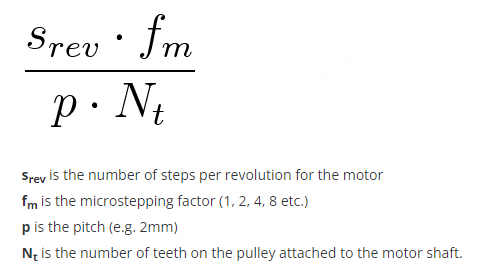 s_rev · f_m
p · N_t
s_rev is the number of steps per revolution for the motor
f_m is the microstepping factor (1, 2, 4, 8 etc.)
p is the pitch (e.g. 2mm)
N_t is the number of teeth on the pulley attached to the motor shaft.